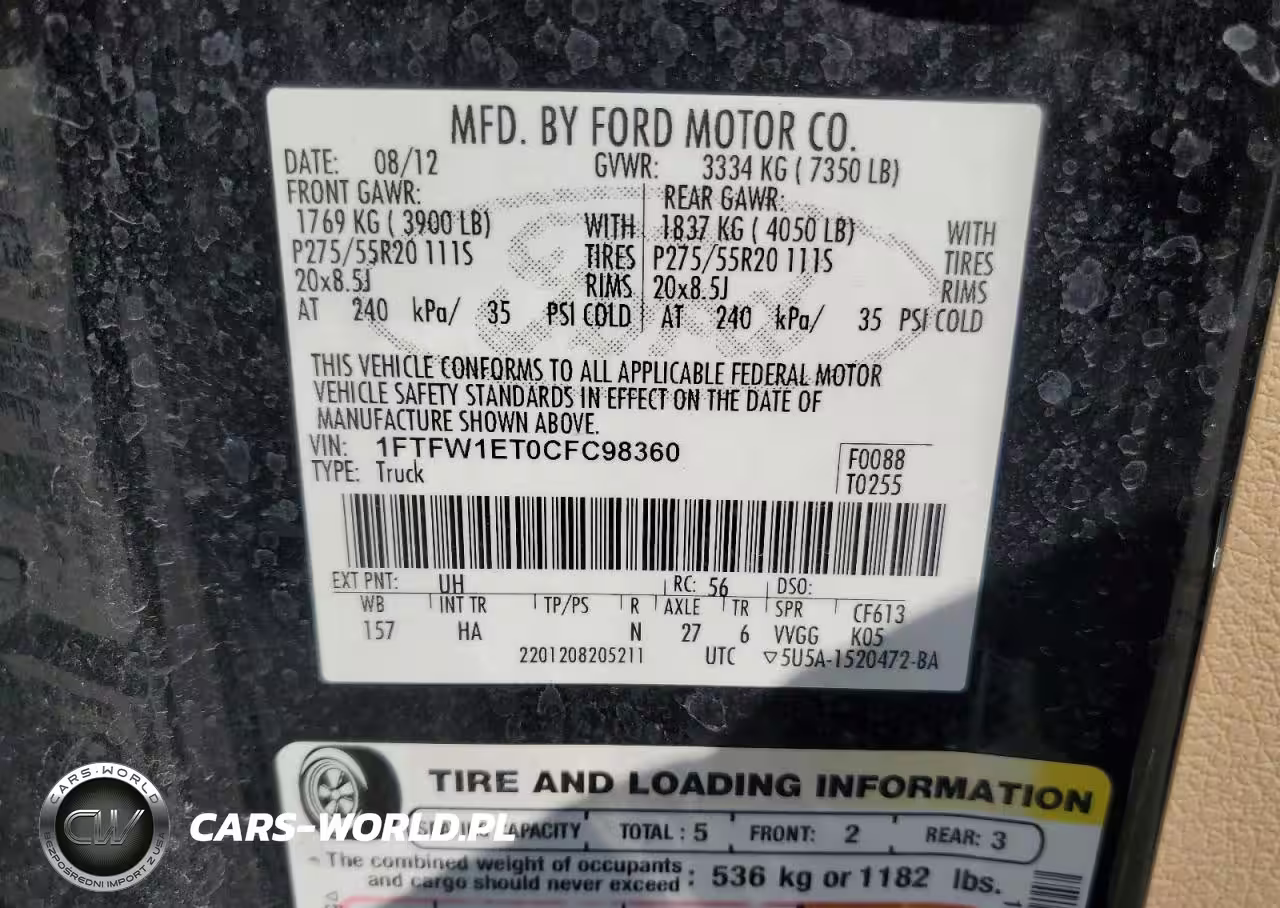 MFD. BY FORD MOTOR CO.
DATE: 08/12 GVWR: 3334 KG ( 7350 LB)
FRONT GAWR: REAR GAWR:
1769 KG ( 3900 LB) WITH 1837 KG ( 4050 LB) WITH
P275/55R20 111S TIRES P275/55R20 111S TIRES
20x8.5J RIMS 20x8.5J RIMS
AT 240 kPa/ 35 PSI COLD AT 240 kPa/ 35 PSI COLD
THIS VEHICLE CONFORMS TO ALL APPLICABLE FEDERAL MOTOR
VEHICLE SAFETY STANDARDS IN EFFECT ON THE DATE OF
MANUFACTURE SHOWN ABOVE.
VIN: 1FTFW1ET0CFC98360
TYPE: Truck
F0088
T0255
EXT PNT: UH RC: 56 DSO:
WB INT TR TP/PS R AXLE TR SPR CF613
157 HA N 27 6 VVGG K05
2201208205211 UTC ▽5U5A-1520472-BA
TIRE AND LOADING INFORMATION
SEATING CAPACITY TOTAL : 5 FRONT: 2 REAR: 3
The combined weight of occupants
and cargo should never exceed : 536 kg or 1182 lbs.
CARS-WORLD
CW
BEZPOŚREDNI IMPORT Z USA
CARS-WORLD.PL